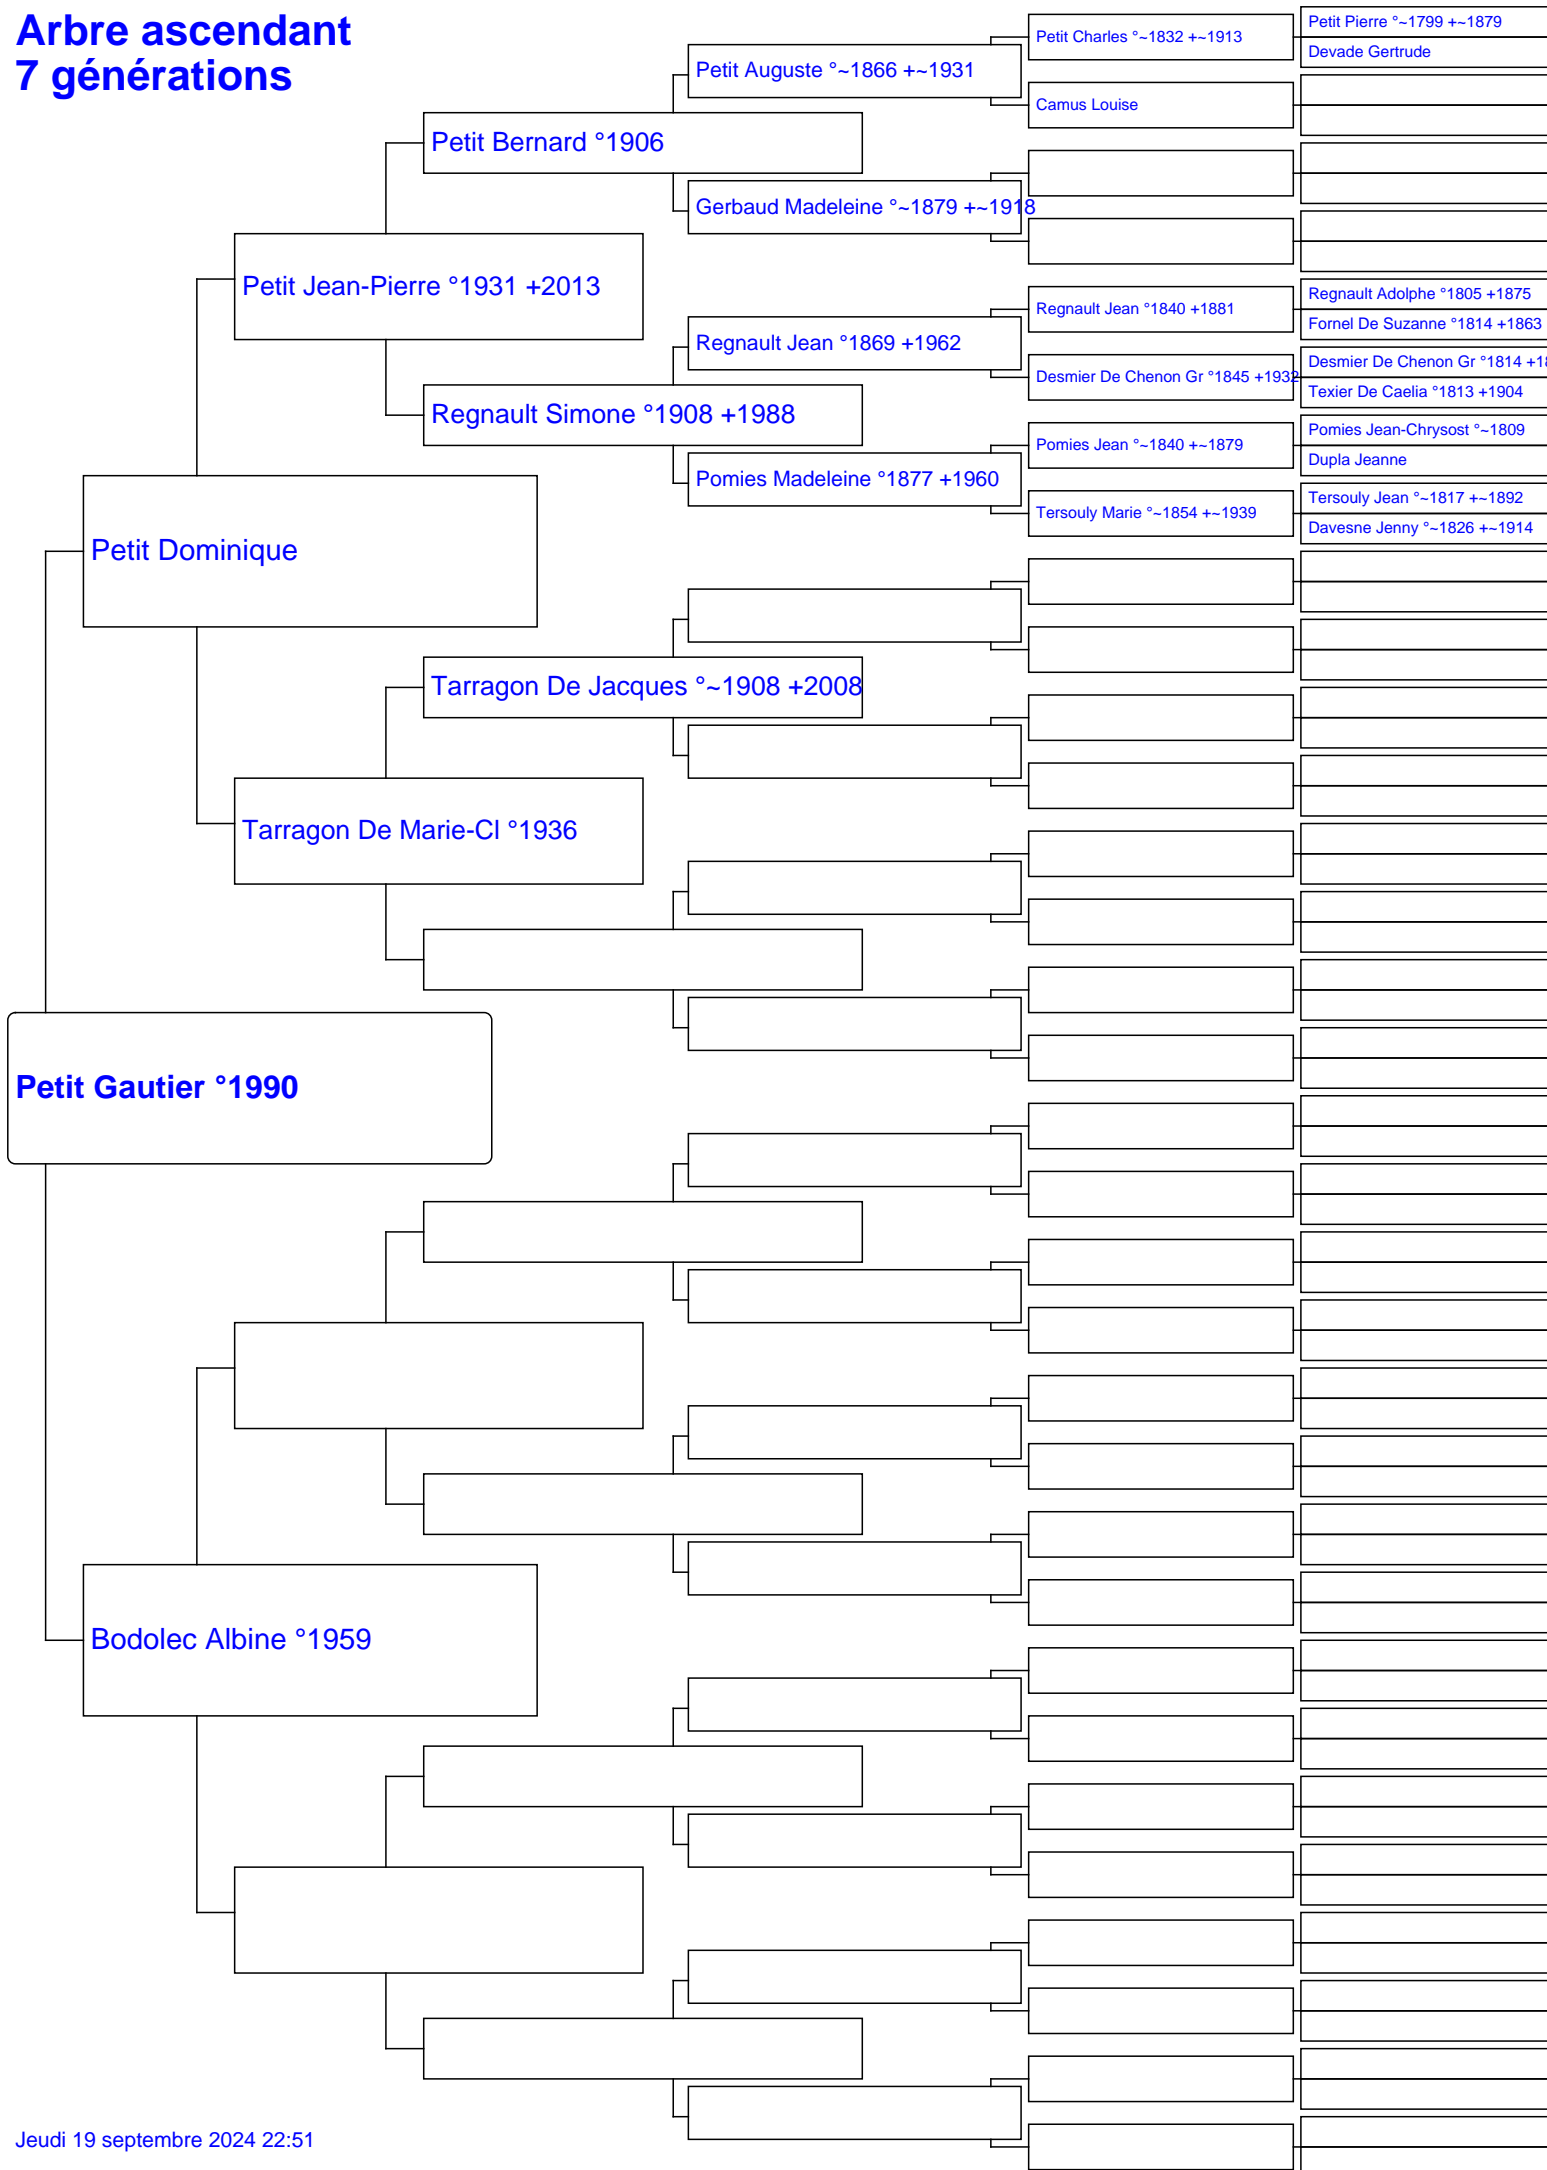 Arbre ascendant
7 générations
Petit Pierre °~1799 +~1879
Petit Charles °~1832 +~1913
Devade Gertrude
Petit Auguste °~1866 +~1931
Camus Louise
Petit Bernard °1906
Gerbaud Madeleine °~1879 +~1918
Petit Jean-Pierre °1931 +2013
Regnault Adolphe °1805 +1875
Regnault Jean °1840 +1881
Fornel De Suzanne °1814 +1863
Regnault Jean °1869 +1962
Desmier De Chenon Gr °1814 +18
Desmier De Chenon Gr °1845 +1932
Texier De Caelia °1813 +1904
Regnault Simone °1908 +1988
Pomies Jean-Chrysost °~1809
Pomies Jean °~1840 +~1879
Dupla Jeanne
Pomies Madeleine °1877 +1960
Tersouly Jean °~1817 +~1892
Tersouly Marie °~1854 +~1939
Davesne Jenny °~1826 +~1914
Petit Dominique
Tarragon De Jacques °~1908 +2008
Tarragon De Marie-Cl °1936
Petit Gautier °1990
Bodolec Albine °1959
Jeudi 19 septembre 2024 22:51